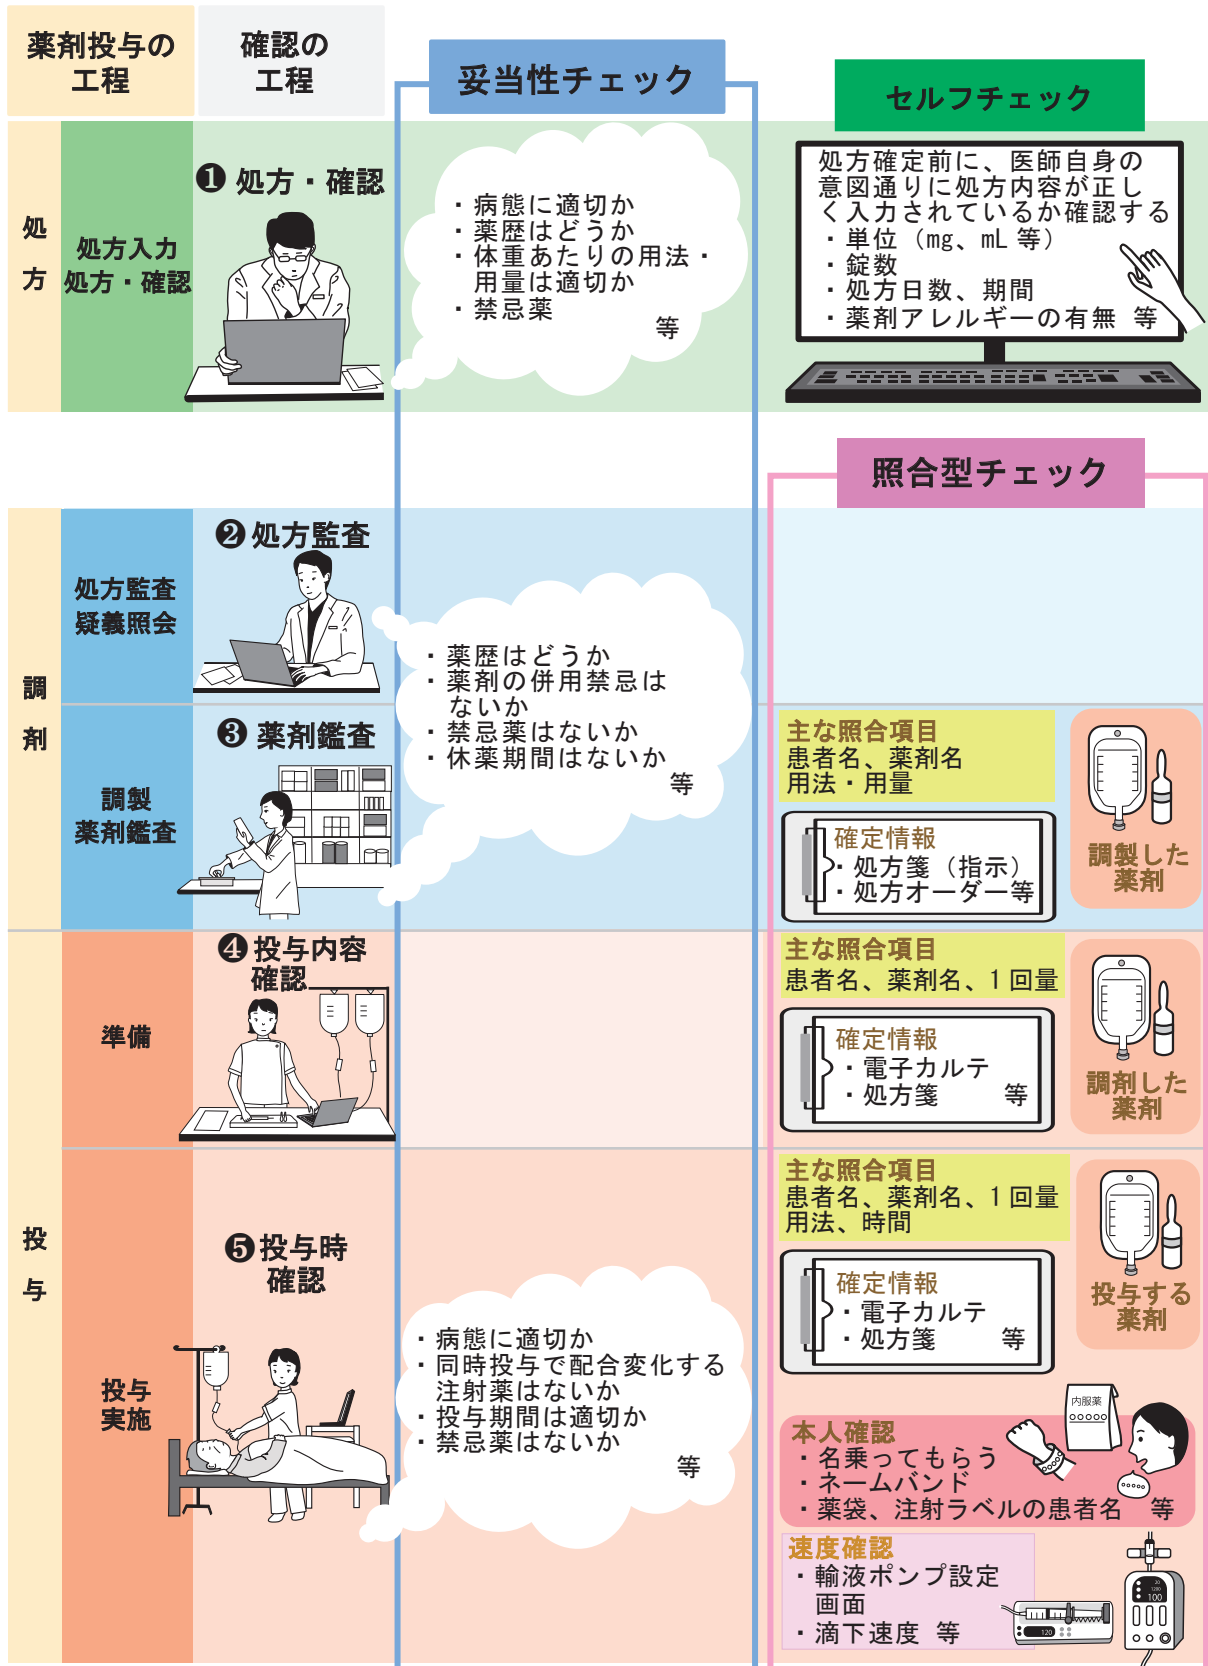 薬剤投与の
工程
確認の
工程
妥当性チェック
セルフチェック
処方
処方入力
処方・確認
❶ 処方・確認
・病態に適切か
・薬歴はどうか
・体重あたりの用法・
用量は適切か
・禁忌薬
等
処方確定前に、医師自身の
意図通りに処方内容が正し
く入力されているか確認する
・単位（mg、mL 等）
・錠数
・処方日数、期間
・薬剤アレルギーの有無 等
照合型チェック
調剤
処方監査
疑義照会
❷ 処方監査
・薬歴はどうか
・薬剤の併用禁忌は
ないか
・禁忌薬はないか
・休薬期間はないか
等
調製
薬剤鑑査
❸ 薬剤鑑査
主な照合項目
患者名、薬剤名
用法・用量
確定情報
・処方箋（指示）
・処方オーダー等
調製した
薬剤
投与
準備
❹ 投与内容
確認
主な照合項目
患者名、薬剤名、1回量
確定情報
・電子カルテ
・処方箋 等
調剤した
薬剤
投与
実施
❺ 投与時
確認
・病態に適切か
・同時投与で配合変化する
注射薬はないか
・投与期間は適切か
・禁忌薬はないか
等
主な照合項目
患者名、薬剤名、1回量
用法、時間
確定情報
・電子カルテ
・処方箋 等
投与する
薬剤
内服薬
○○○○○
本人確認
・名乗ってもらう
・ネームバンド
・薬袋、注射ラベルの患者名 等
速度確認
・輸液ポンプ設定
画面
・滴下速度 等
120
20
1200
100